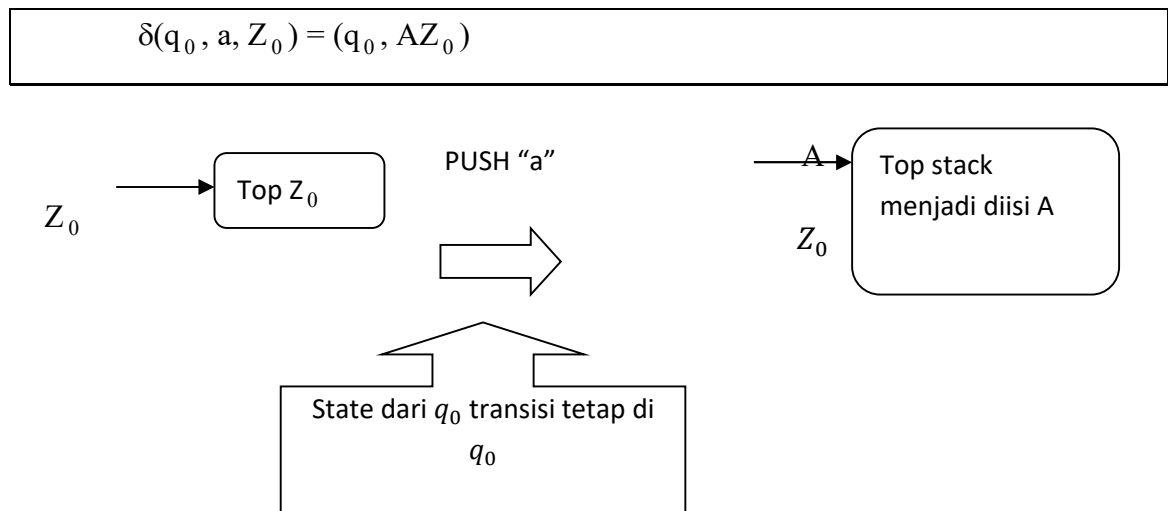 δ(q₀, a, Z₀) = (q₀, AZ₀)
Z₀
Top Z₀
PUSH “a”
A
Z₀
Top stack
menjadi diisi A
State dari q₀ transisi tetap di
q₀